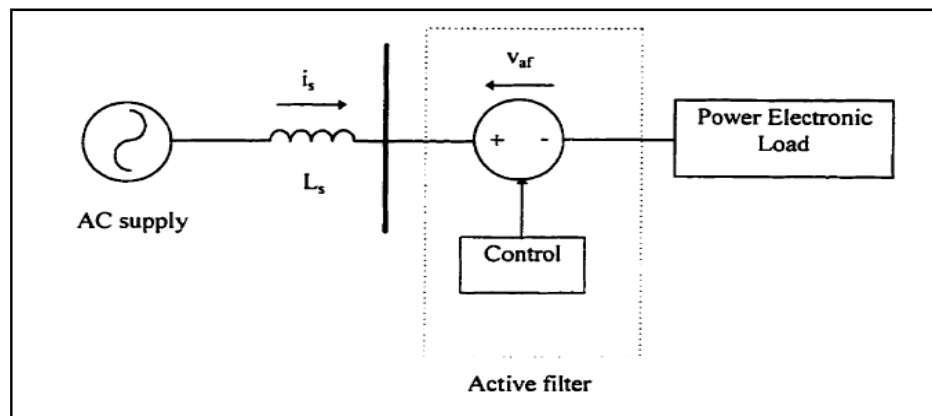 v_af
i_s
+ -
Power Electronic
Load
L_s
AC supply
Control
Active filter